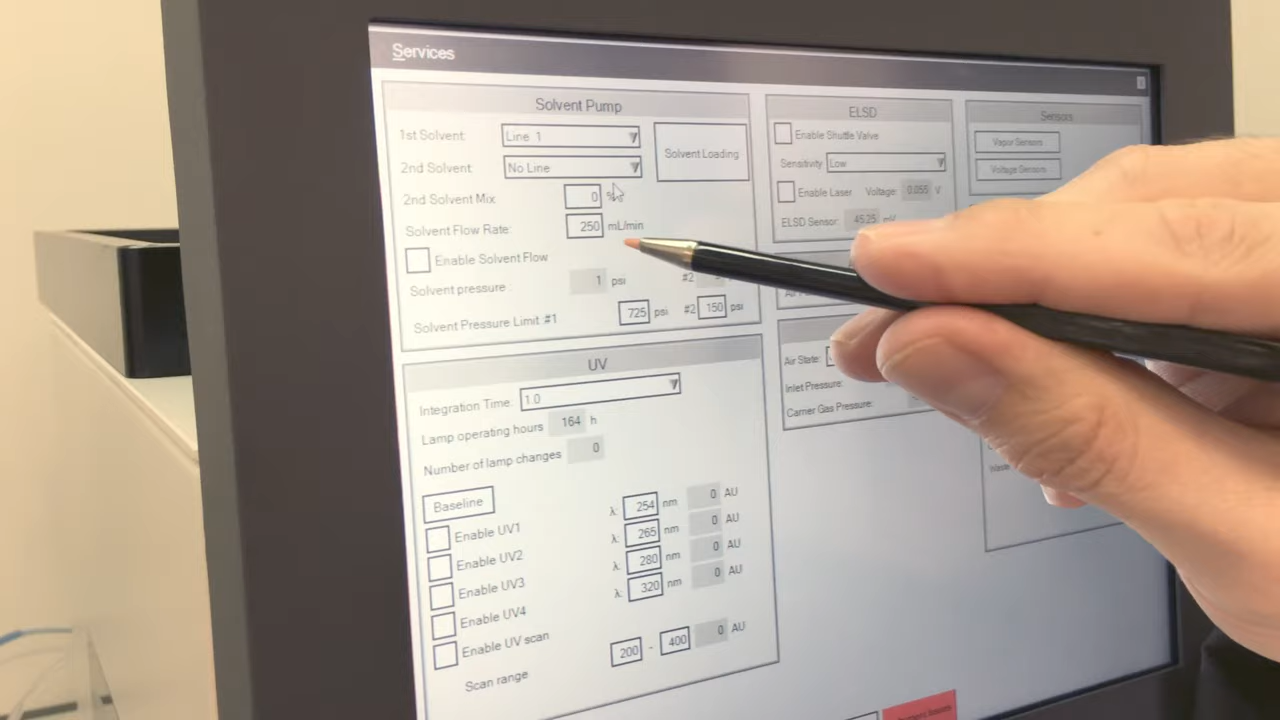 Services
Solvent Pump
1st Solvent: Line 1
2nd Solvent: No Line
Solvent Loading
2nd Solvent Mix 0 %
Solvent Flow Rate: 250 mL/min
Enable Solvent Flow
Solvent pressure : 1 psi #2
Solvent Pressure Limit: #1 725 psi #2 150 psi
UV
Integration Time: 1.0
Lamp operating hours 164 h
Number of lamp changes 0
Baseline
Enable UV1 λ: 254 nm 0 AU
Enable UV2 λ: 265 nm 0 AU
Enable UV3 λ: 280 nm 0 AU
Enable UV4 λ: 320 nm 0 AU
Enable UV scan
Scan range 200 - 400 0 AU
ELSD
Enable Shuttle Valve
Sensitivity Low
Enable Laser Voltage: 0.055 V
ELSD Sensor: 45.25 mV
Air State:
Inlet Pressure:
Carrier Gas Pressure:
Sensors
Vapor Sensors
Voltage Sensors